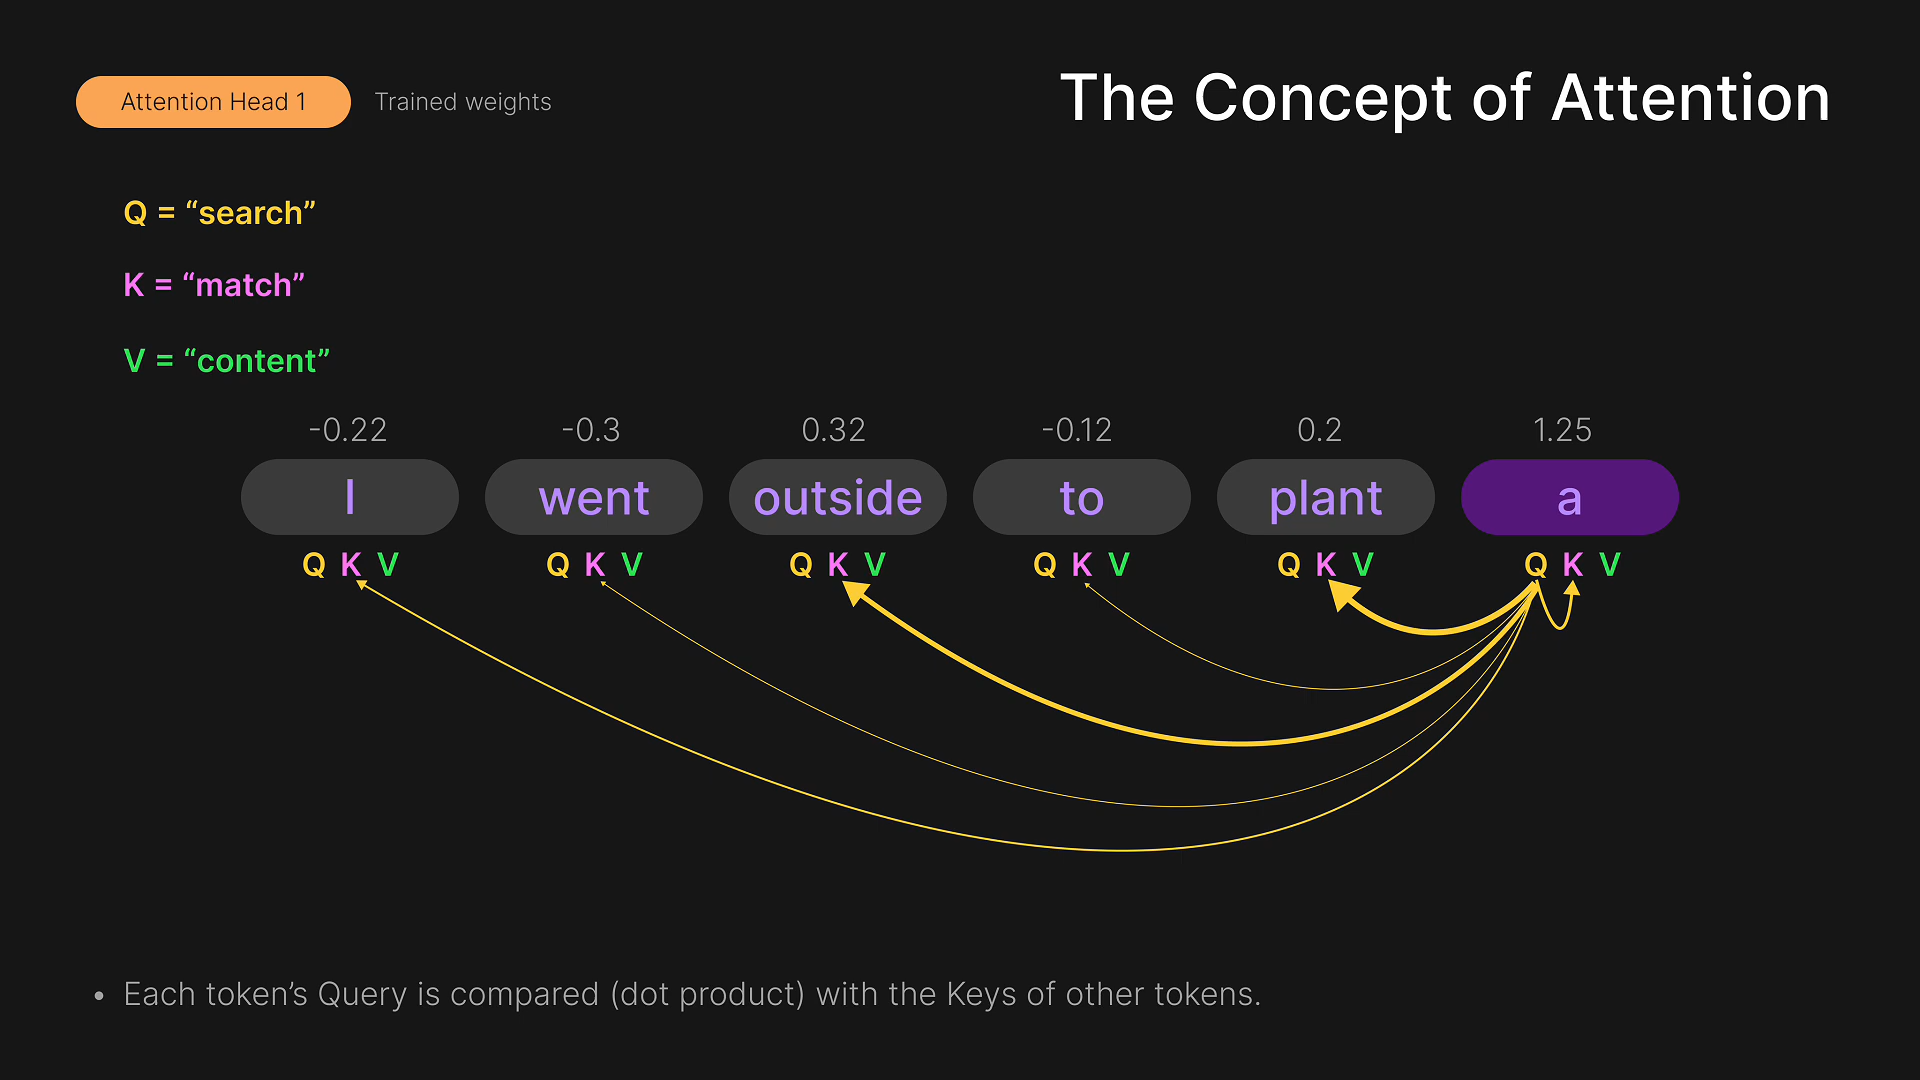 Attention Head 1 Trained weights
The Concept of Attention
Q = “search”
K = “match”
V = “content”
-0.22 -0.3 0.32 -0.12 0.2 1.25
I went outside to plant a
Q K V Q K V Q K V Q K V Q K V Q K V
• Each token’s Query is compared (dot product) with the Keys of other tokens.